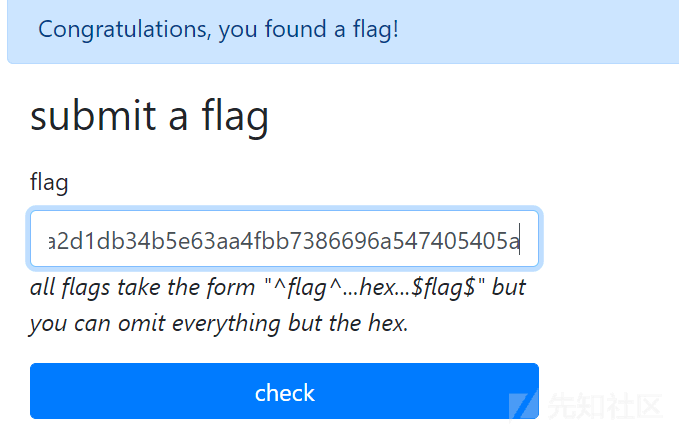 Congratulations, you found a flag!
submit a flag
flag
a2d1db34b5e63aa4fbb7386696a547405405a
all flags take the form "^flag^...hex...$flag$" but
you can omit everything but the hex.
check
先知社区